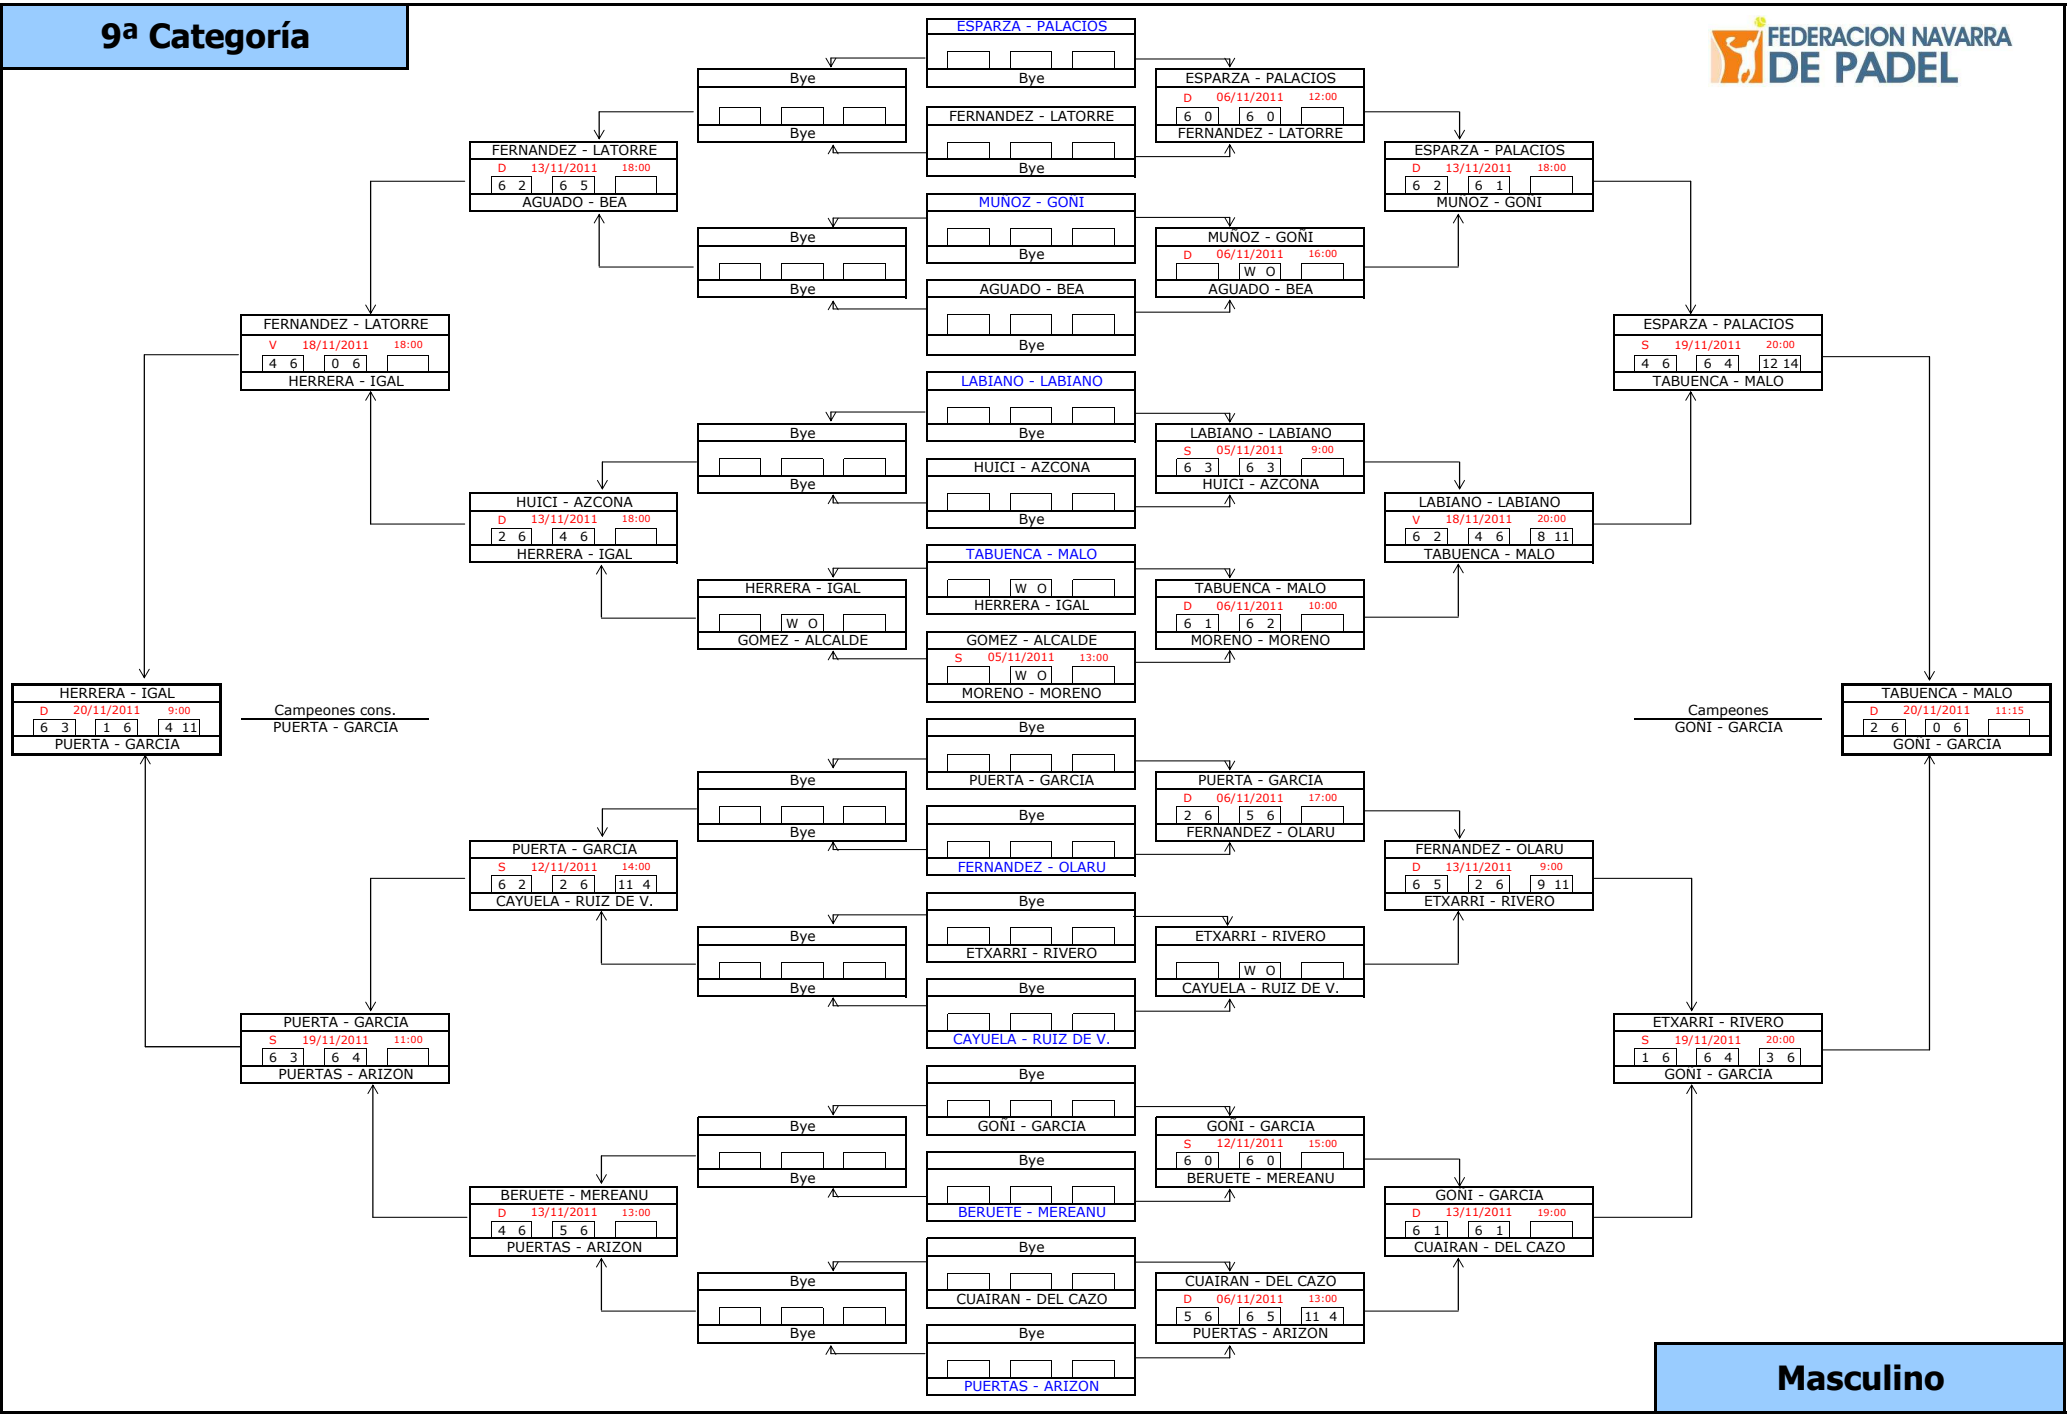 9ª Categoría
FEDERACION NAVARRA
DE PADEL
ESPARZA - PALACIOS
Bye
FERNANDEZ - LATORRE
Bye
MUÑOZ - GOÑI
Bye
AGUADO - BEA
Bye
LABIANO - LABIANO
Bye
HUICI - AZCONA
Bye
TABUENCA - MALO
W O
HERRERA - IGAL
GOMEZ - ALCALDE
S 05/11/2011 13:00
W O
MORENO - MORENO
Bye
PUERTA - GARCIA
Bye
FERNANDEZ - OLARU
Bye
ETXARRI - RIVERO
Bye
CAYUELA - RUIZ DE V.
Bye
GOÑI - GARCIA
Bye
BERUETE - MEREANU
Bye
CUAIRAN - DEL CAZO
Bye
PUERTAS - ARIZON
Bye
Bye
Bye
Bye
Bye
Bye
HERRERA - IGAL
W O
GOMEZ - ALCALDE
Bye
Bye
Bye
Bye
Bye
Bye
Bye
Bye
FERNANDEZ - LATORRE
D 13/11/2011 18:00
6 2 6 5
AGUADO - BEA
HUICI - AZCONA
D 13/11/2011 18:00
2 6 4 6
HERRERA - IGAL
PUERTA - GARCIA
S 12/11/2011 14:00
6 2 2 6 11 4
CAYUELA - RUIZ DE V.
BERUETE - MEREANU
D 13/11/2011 13:00
4 6 5 6
PUERTAS - ARIZON
FERNANDEZ - LATORRE
V 18/11/2011 18:00
4 6 0 6
HERRERA - IGAL
PUERTA - GARCIA
S 19/11/2011 11:00
6 3 6 4
PUERTAS - ARIZON
HERRERA - IGAL
D 20/11/2011 9:00
6 3 1 6 4 11
PUERTA - GARCIA
Campeones cons.
PUERTA - GARCIA
ESPARZA - PALACIOS
D 06/11/2011 12:00
6 0 6 0
FERNANDEZ - LATORRE
MUÑOZ - GOÑI
D 06/11/2011 16:00
W O
AGUADO - BEA
LABIANO - LABIANO
S 05/11/2011 9:00
6 3 6 3
HUICI - AZCONA
TABUENCA - MALO
D 06/11/2011 10:00
6 1 6 2
MORENO - MORENO
PUERTA - GARCIA
D 06/11/2011 17:00
2 6 5 6
FERNANDEZ - OLARU
ETXARRI - RIVERO
W O
CAYUELA - RUIZ DE V.
GOÑI - GARCIA
S 12/11/2011 15:00
6 0 6 0
BERUETE - MEREANU
CUAIRAN - DEL CAZO
D 06/11/2011 13:00
5 6 6 5 11 4
PUERTAS - ARIZON
ESPARZA - PALACIOS
D 13/11/2011 18:00
6 2 6 1
MUÑOZ - GOÑI
LABIANO - LABIANO
V 18/11/2011 20:00
6 2 4 6 8 11
TABUENCA - MALO
FERNANDEZ - OLARU
D 13/11/2011 9:00
6 5 2 6 9 11
ETXARRI - RIVERO
GOÑI - GARCIA
D 13/11/2011 19:00
6 1 6 1
CUAIRAN - DEL CAZO
ESPARZA - PALACIOS
S 19/11/2011 20:00
4 6 6 4 12 14
TABUENCA - MALO
ETXARRI - RIVERO
S 19/11/2011 20:00
1 6 6 4 3 6
GOÑI - GARCIA
Campeones
GOÑI - GARCIA
TABUENCA - MALO
D 20/11/2011 11:15
2 6 0 6
GOÑI - GARCIA
Masculino